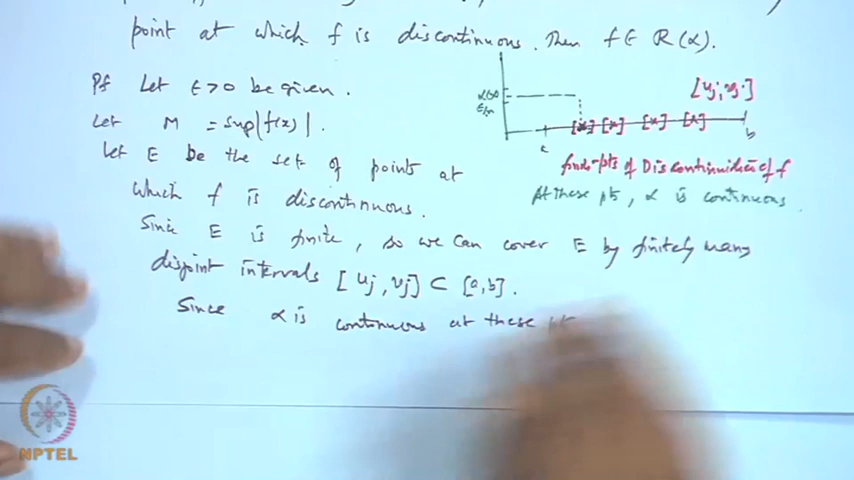 point at which f is discontinuous. Then f ∈ R(α).
Pf Let ε>0 be given.
Let M = sup|f(x)|.
Let E be the set of points at
which f is discontinuous.
Since E is finite, so we can cover E by finitely many
disjoint intervals [uj, vj] ⊂ [a,b].
Since α is continuous at these pt
[uj, vj]
b
finite pts of Discontinuities of f
At these pts, α is continuous
NPTEL